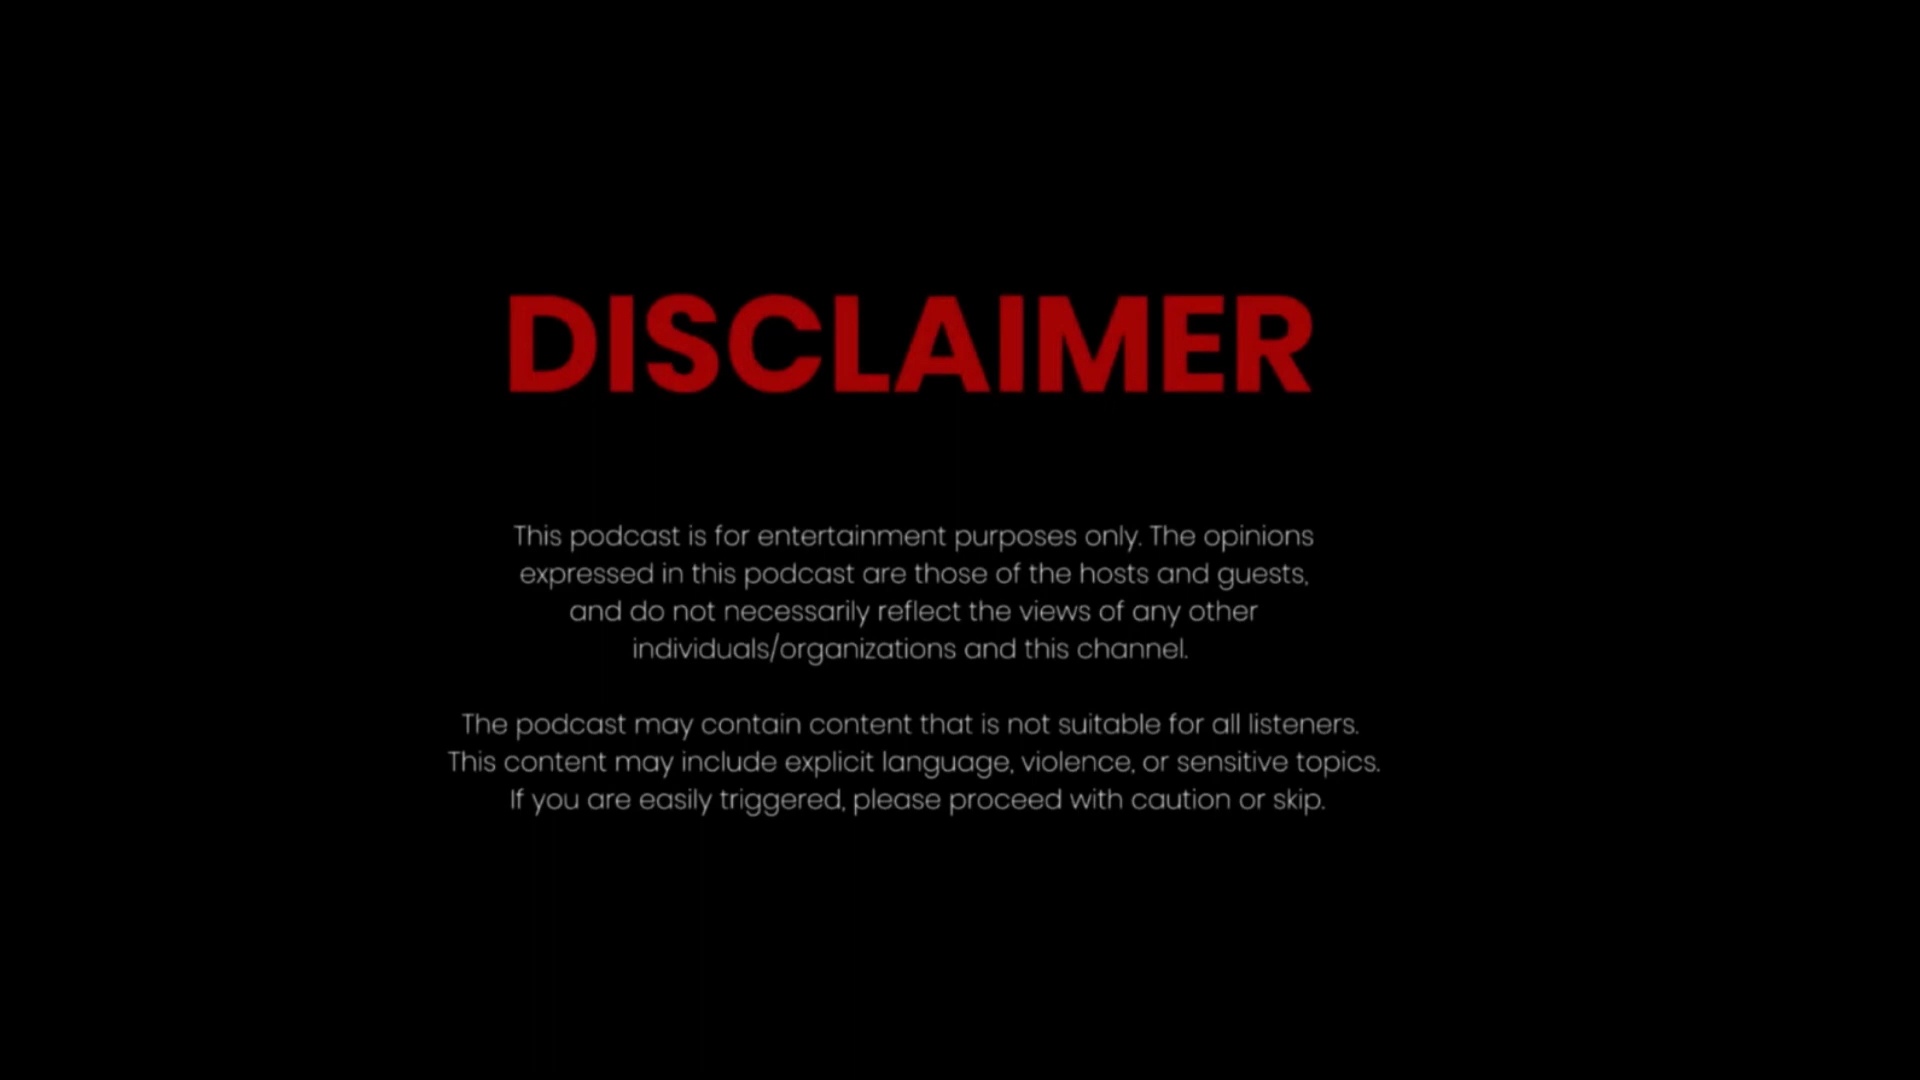 DISCLAIMER
This podcast is for entertainment purposes only. The opinions
expressed in this podcast are those of the hosts and guests,
and do not necessarily reflect the views of any other
individuals/organizations and this channel.
The podcast may contain content that is not suitable for all listeners.
This content may include explicit language, violence, or sensitive topics.
If you are easily triggered, please proceed with caution or skip.